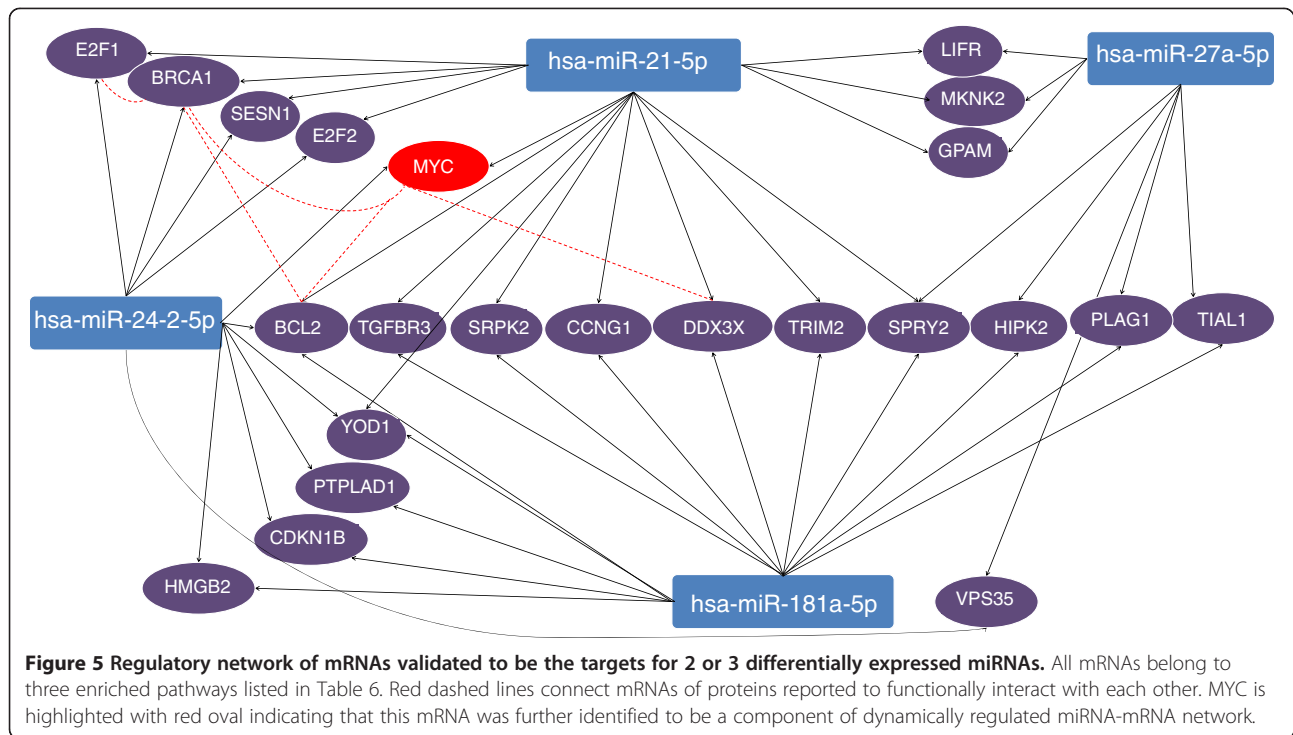 E2F1
hsa-miR-21-5p
LIFR
hsa-miR-27a-5p
BRCA1
MKNK2
SESN1
E2F2
GPAM
MYC
hsa-miR-24-2-5p
BCL2
TGFBR3
SRPK2
CCNG1
DDX3X
TRIM2
SPRY2
HIPK2
PLAG1
TIAL1
YOD1
PTPLAD1
CDKN1B
HMGB2
hsa-miR-181a-5p
VPS35
Figure 5 Regulatory network of mRNAs validated to be the targets for 2 or 3 differentially expressed miRNAs. All mRNAs belong to
three enriched pathways listed in Table 6. Red dashed lines connect mRNAs of proteins reported to functionally interact with each other. MYC is
highlighted with red oval indicating that this mRNA was further identified to be a component of dynamically regulated miRNA-mRNA network.